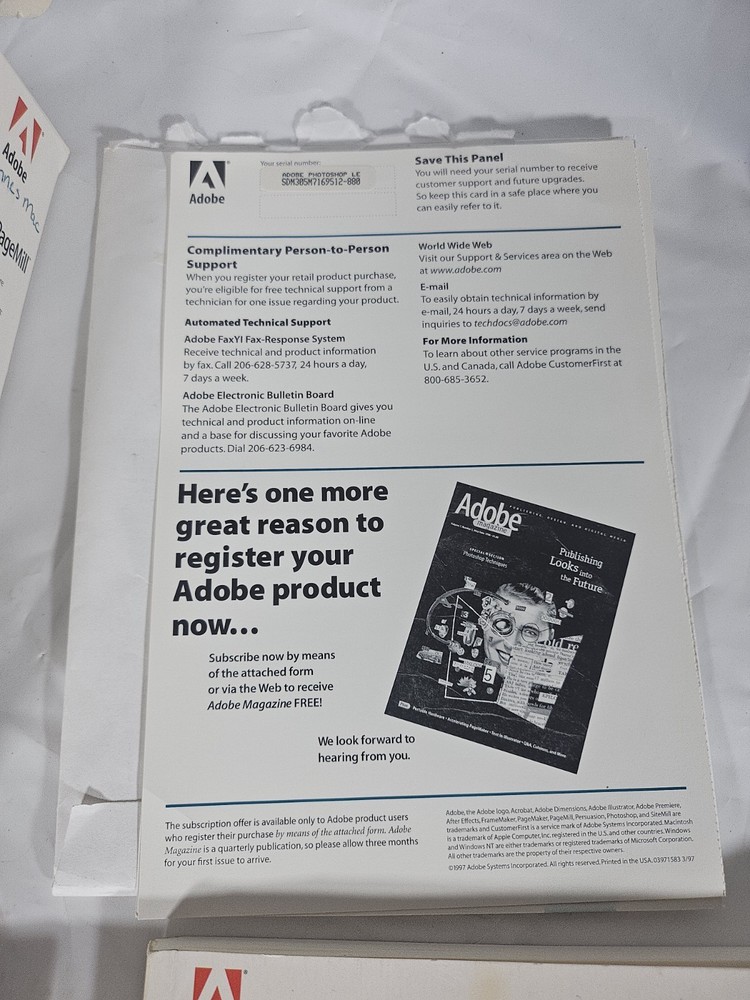 Adobe
Your serial number:
ADOBE PHOTOSHOP LE
SDM305M7169512-880
Save This Panel
You will need your serial number to receive
customer support and future upgrades.
So keep this card in a safe place where you
can easily refer to it.
Complimentary Person-to-Person
Support
When you register your retail product purchase,
you're eligible for free technical support from a
technician for one issue regarding your product.
Automated Technical Support
Adobe FaxYI Fax-Response System
Receive technical and product information
by fax. Call 206-628-5737, 24 hours a day,
7 days a week.
Adobe Electronic Bulletin Board
The Adobe Electronic Bulletin Board gives you
technical and product information on-line
and a base for discussing your favorite Adobe
products. Dial 206-623-6984.
World Wide Web
Visit our Support & Services area on the Web
at www.adobe.com
E-mail
To easily obtain technical information by
e-mail, 24 hours a day, 7 days a week, send
inquiries to techdocs@adobe.com
For More Information
To learn about other service programs in the
U.S. and Canada, call Adobe CustomerFirst at
800-685-3652.
Here's one more
great reason to
register your
Adobe product
now...
Subscribe now by means
of the attached form
or via the Web to receive
Adobe Magazine FREE!
We look forward to
hearing from you.
PUBLISHING, DESIGN, AND DIGITAL MEDIA
Adobe
magazine
SPECIAL SECTION
Photoshop Techniques
Publishing
Looks into
the Future
5
The subscription offer is available only to Adobe product users
who register their purchase by means of the attached form. Adobe
Magazine is a quarterly publication, so please allow three months
for your first issue to arrive.
Adobe, the Adobe logo, Acrobat, Adobe Dimensions, Adobe Illustrator, Adobe Premiere,
After Effects, FrameMaker, PageMaker, PageMill, Persuasion, Photoshop, and SiteMill are
trademarks and CustomerFirst is a service mark of Adobe Systems Incorporated. Macintosh
is a trademark of Apple Computer, Inc. registered in the U.S. and other countries. Windows
and Windows NT are either trademarks or registered trademarks of Microsoft Corporation.
All other trademarks are the property of their respective owners.
©1997 Adobe Systems Incorporated. All rights reserved. Printed in the USA. 03971583 3/97
Adobe
Mac
PageMill